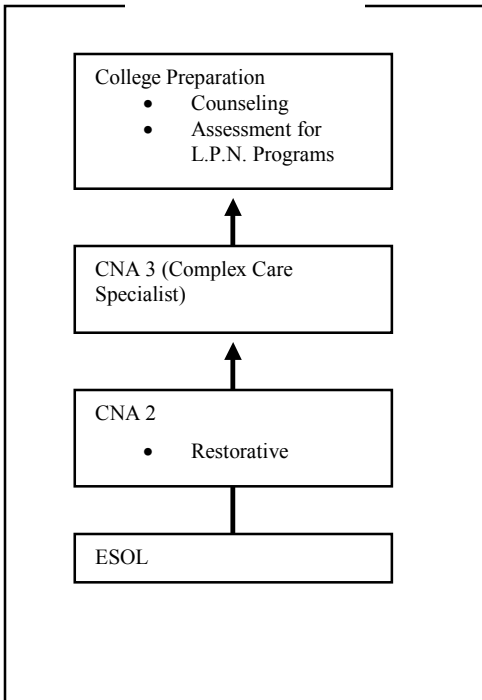 College Preparation
• Counseling
• Assessment for
L.P.N. Programs
CNA 3 (Complex Care
Specialist)
CNA 2
• Restorative
ESOL